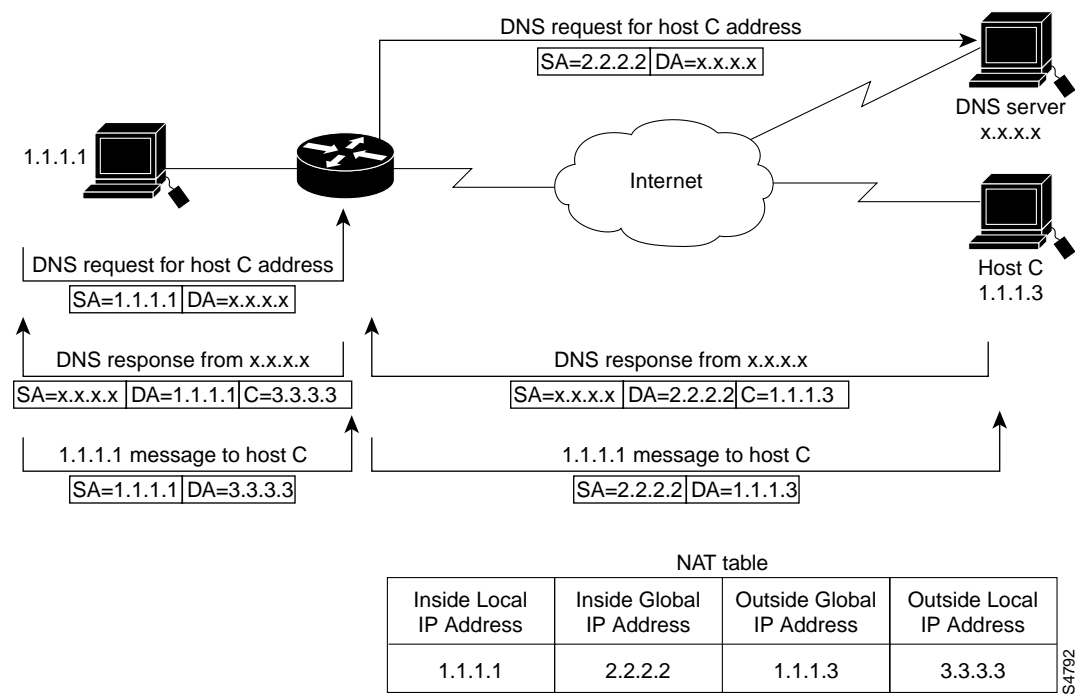 DNS request for host C address
SA=2.2.2.2 DA=x.x.x.x
DNS server
x.x.x.x
1.1.1.1
Internet
DNS request for host C address
SA=1.1.1.1 DA=x.x.x.x
Host C
1.1.1.3
DNS response from x.x.x.x
SA=x.x.x.x DA=1.1.1.1 C=3.3.3.3
DNS response from x.x.x.x
SA=x.x.x.x DA=2.2.2.2 C=1.1.1.3
1.1.1.1 message to host C
SA=1.1.1.1 DA=3.3.3.3
1.1.1.1 message to host C
SA=2.2.2.2 DA=1.1.1.3
NAT table
Inside Local Inside Global Outside Global Outside Local
IP Address IP Address IP Address IP Address
1.1.1.1 2.2.2.2 1.1.1.3 3.3.3.3
S4792